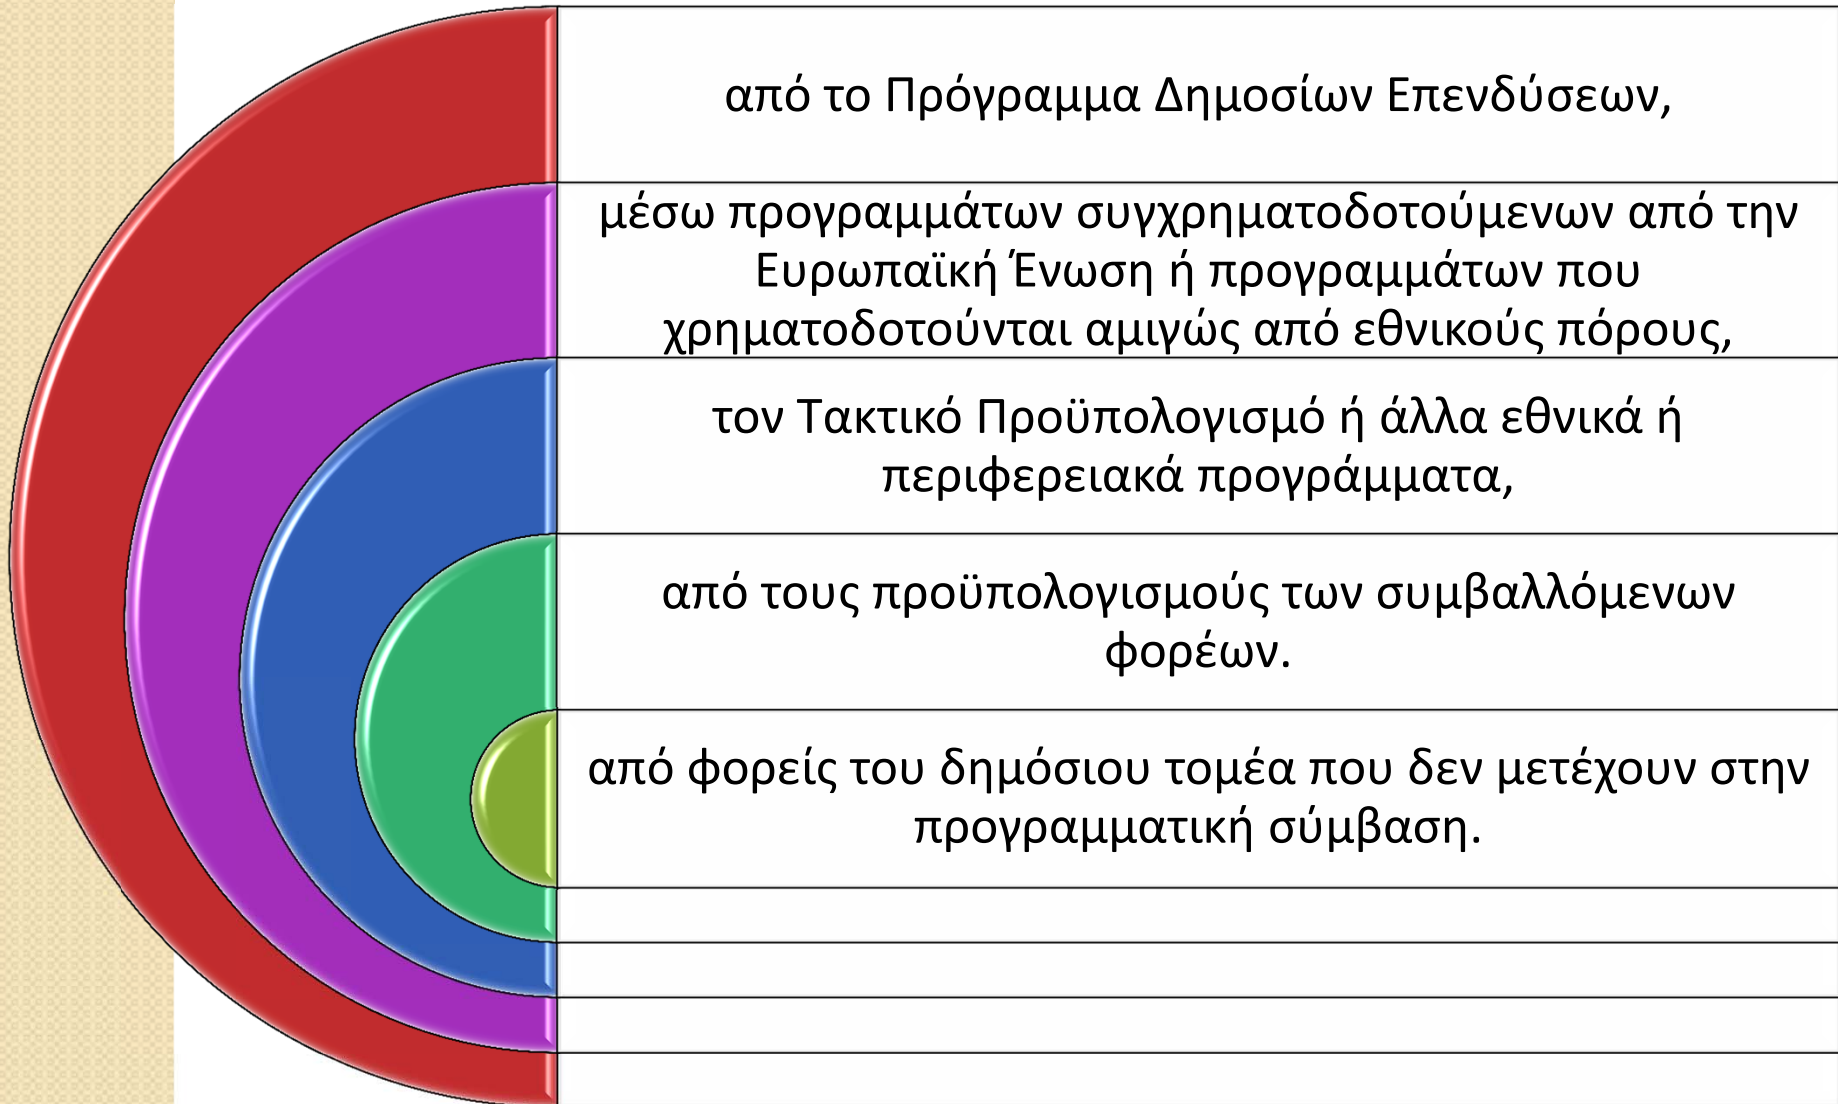 από το Πρόγραμμα Δημοσίων Επενδύσεων,
μέσω προγραμμάτων συγχρηματοδοτούμενων από την
Ευρωπαϊκή Ένωση ή προγραμμάτων που
χρηματοδοτούνται αμιγώς από εθνικούς πόρους,
τον Τακτικό Προϋπολογισμό ή άλλα εθνικά ή
περιφερειακά προγράμματα,
από τους προϋπολογισμούς των συμβαλλόμενων
φορέων.
από φορείς του δημόσιου τομέα που δεν μετέχουν στην
προγραμματική σύμβαση.